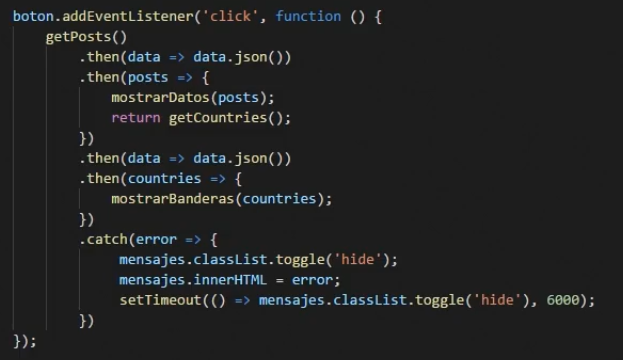 boton.addEventListener('click', function () {
    getPosts()
        .then(data => data.json())
        .then(posts => {
            mostrarDatos(posts);
            return getCountries();
        })
        .then(data => data.json())
        .then(countries => {
            mostrarBanderas(countries);
        })
        .catch(error => {
             mensajes.classList.toggle('hide');
             mensajes.innerHTML = error;
             setTimeout(() => mensajes.classList.toggle('hide'), 6000);
        })
});